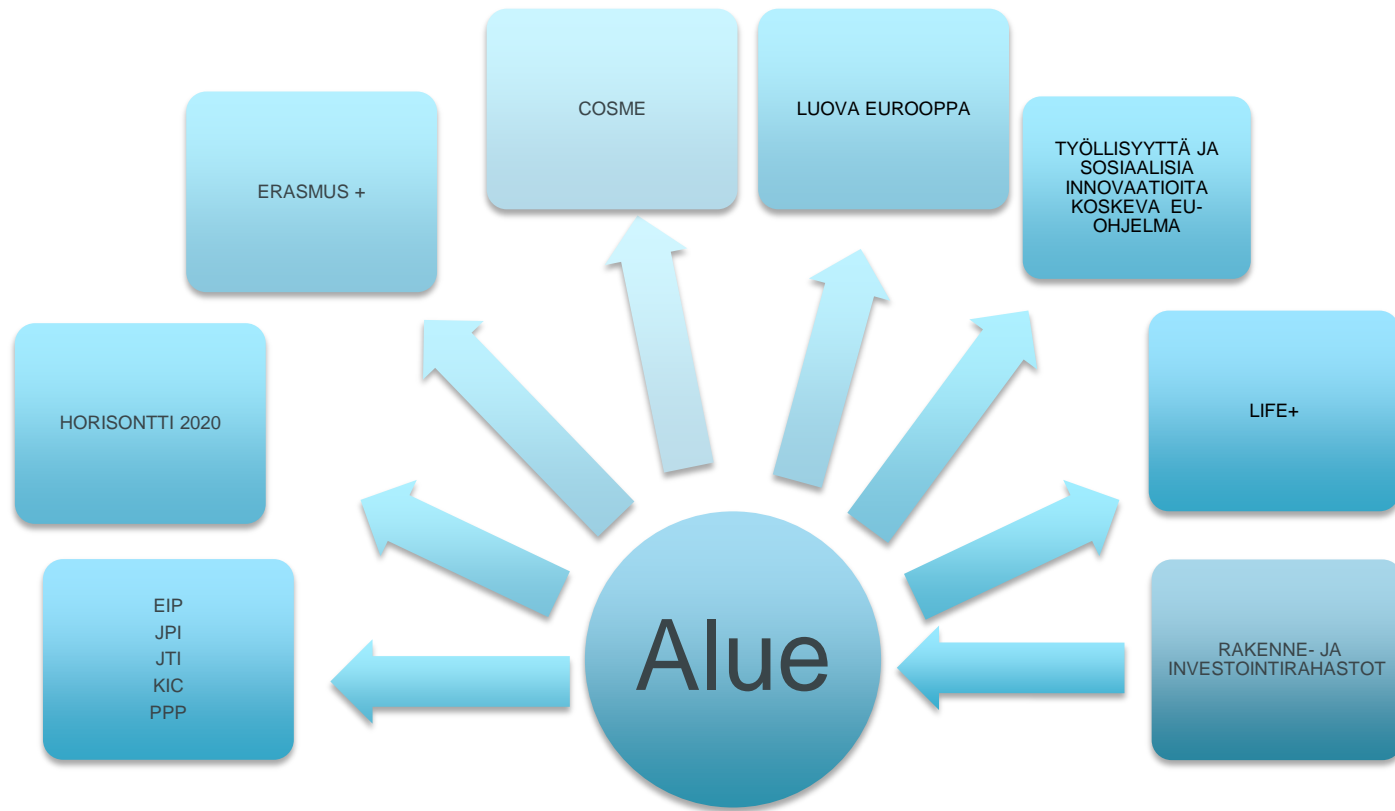 COSME
LUOVA EUROOPPA
TYÖLLISYYTTÄ JA
SOSIAALISIA
INNOVAATIOITA
KOSKEVA EU-
OHJELMA
ERASMUS +
HORISONTTI 2020
LIFE+
EIP
JPI
JTI
KIC
PPP
Alue
RAKENNE- JA
INVESTOINTIRAHASTOT